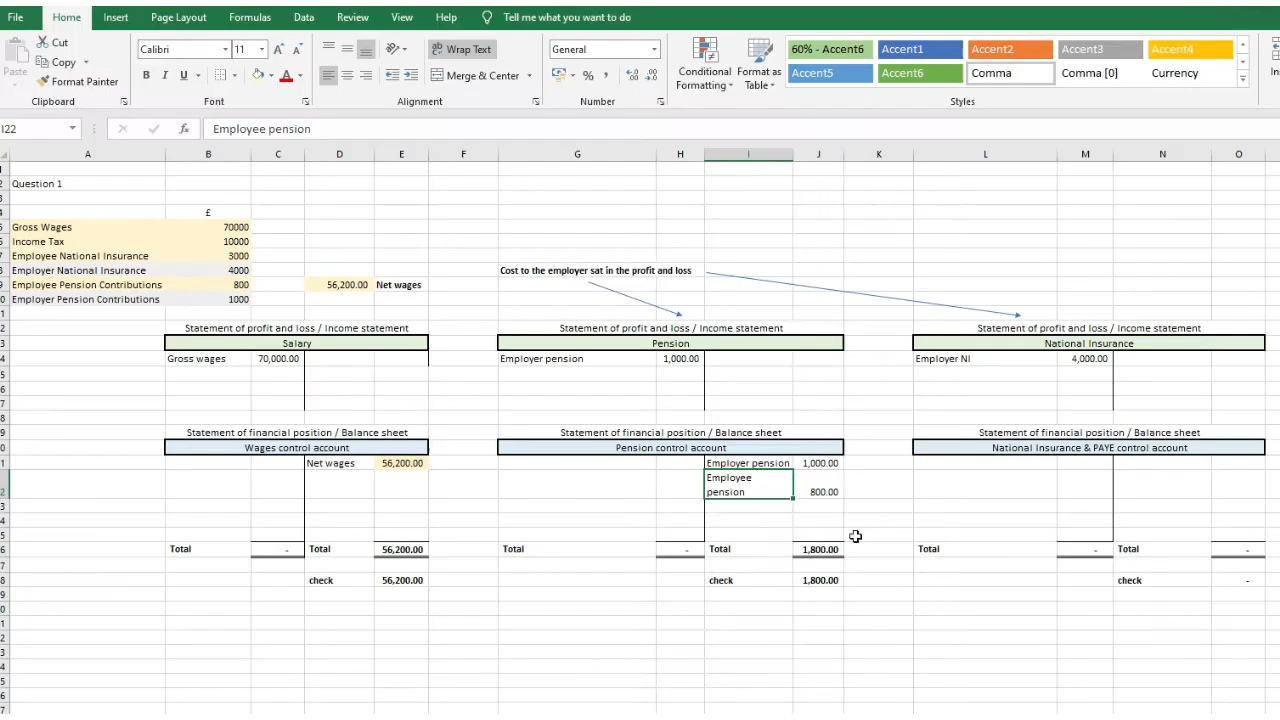 File Home Insert Page Layout Formulas Data Review View Help Tell me what you want to do
Cut
Copy
Format Painter
Paste
Clipboard
Calibri 11 A A
B I U A
Font
Wrap Text
Merge & Center
Alignment
General
%
Number
Conditional Formatting
Format as Table
60% - Accent6 Accent1 Accent2 Accent3 Accent4
Accent5 Accent6 Comma Comma [0] Currency
Styles
I22 fx Employee pension
A B C D E F G H I J K L M N O
Question 1
£
Gross Wages 70000
Income Tax 10000
Employee National Insurance 3000
Employer National Insurance 4000 Cost to the employer sat in the profit and loss
Employee Pension Contributions 800 56,200.00 Net wages
Employer Pension Contributions 1000
Statement of profit and loss / Income statement Statement of profit and loss / Income statement Statement of profit and loss / Income statement
Salary Pension National Insurance
Gross wages 70,000.00 Employer pension 1,000.00 Employer NI 4,000.00
Statement of financial position / Balance sheet Statement of financial position / Balance sheet Statement of financial position / Balance sheet
Wages control account Pension control account National Insurance & PAYE control account
Net wages 56,200.00 Employer pension 1,000.00
Employee
pension 800.00
Total - Total 56,200.00 Total - Total 1,800.00 Total - Total -
check 56,200.00 check 1,800.00 check -